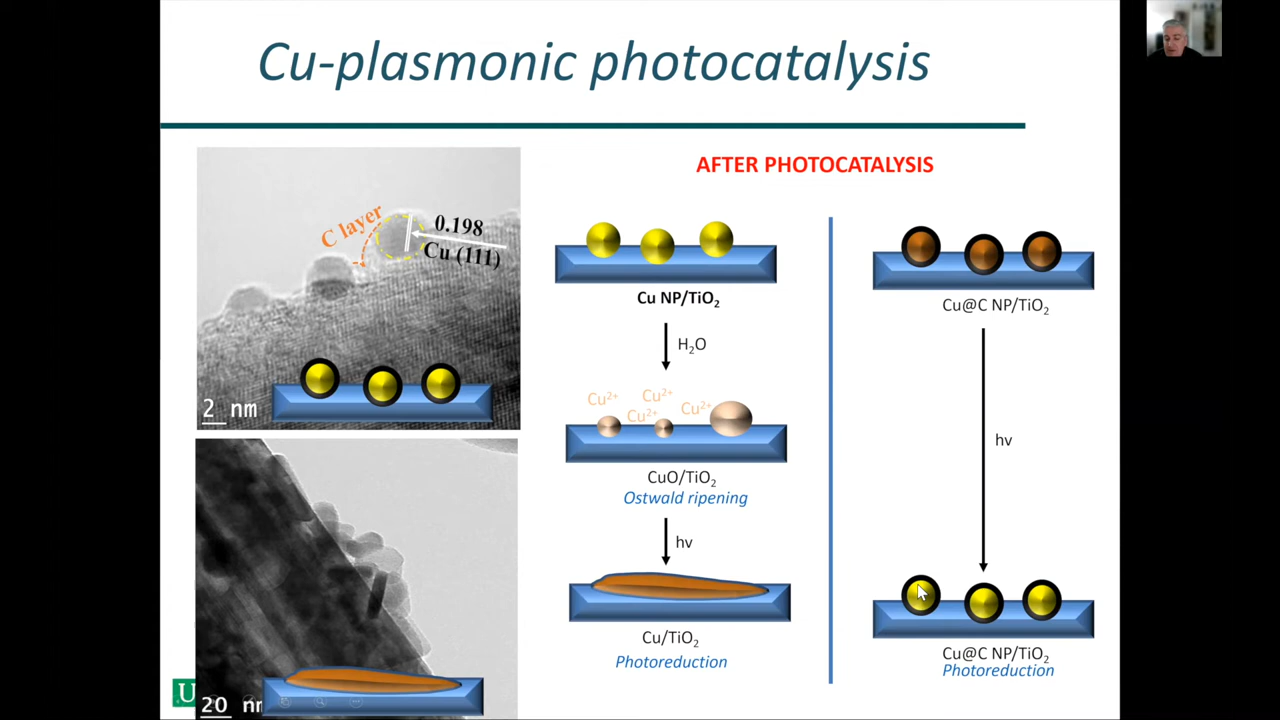 Cu-plasmonic photocatalysis
C layer
0.198
Cu (111)
2 nm
20 nm
U
AFTER PHOTOCATALYSIS
Cu NP/TiO₂
H₂O
Cu²⁺
Cu²⁺
Cu²⁺
Cu²⁺
CuO/TiO₂
Ostwald ripening
hv
Cu/TiO₂
Photoreduction
Cu@C NP/TiO₂
hv
Cu@C NP/TiO₂
Photoreduction